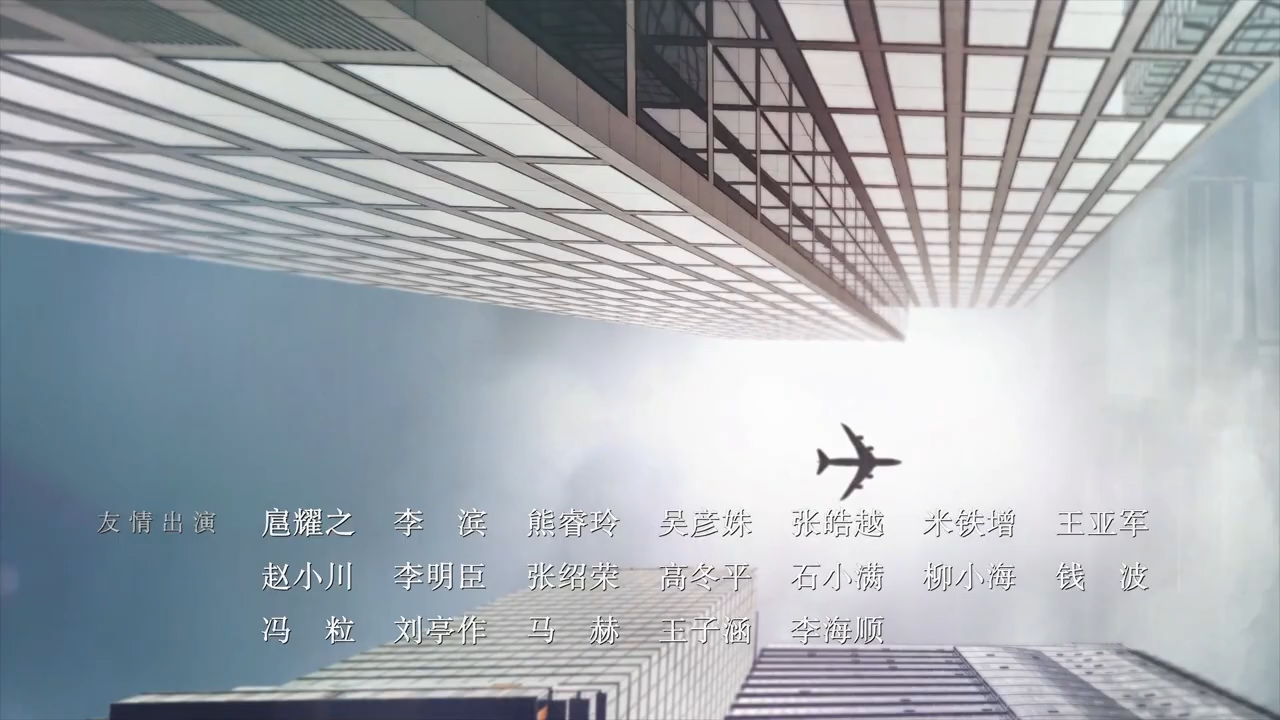 友情出演 扈耀之 李滨 熊睿玲 吴彦姝 张皓越 米铁增 王亚军
赵小川 李明臣 张绍荣 高冬平 石小满 柳小海 钱波
冯粒 刘亭作 马赫 王子涵 李海顺